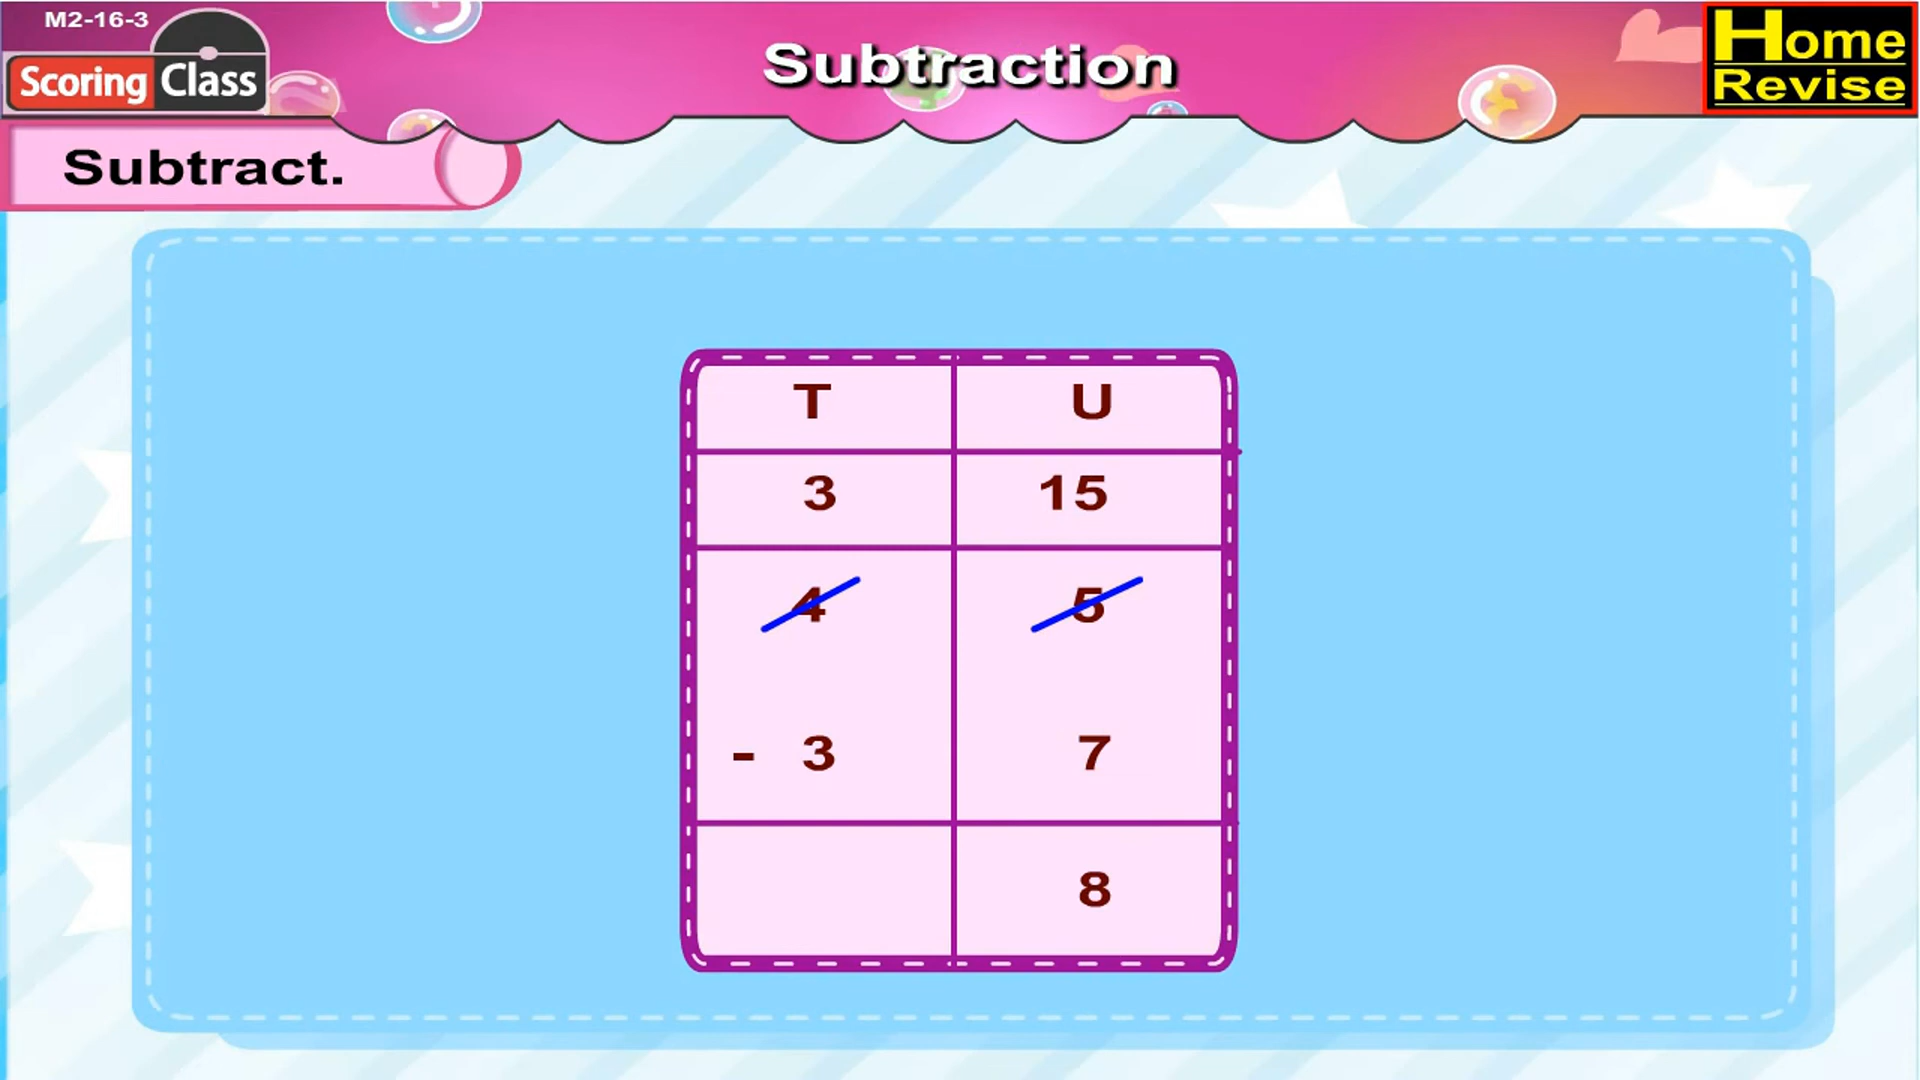 M2-16-3
Scoring Class
Subtraction
Home
Revise
Subtract.
T U
3 15
4 5
- 3 7
8